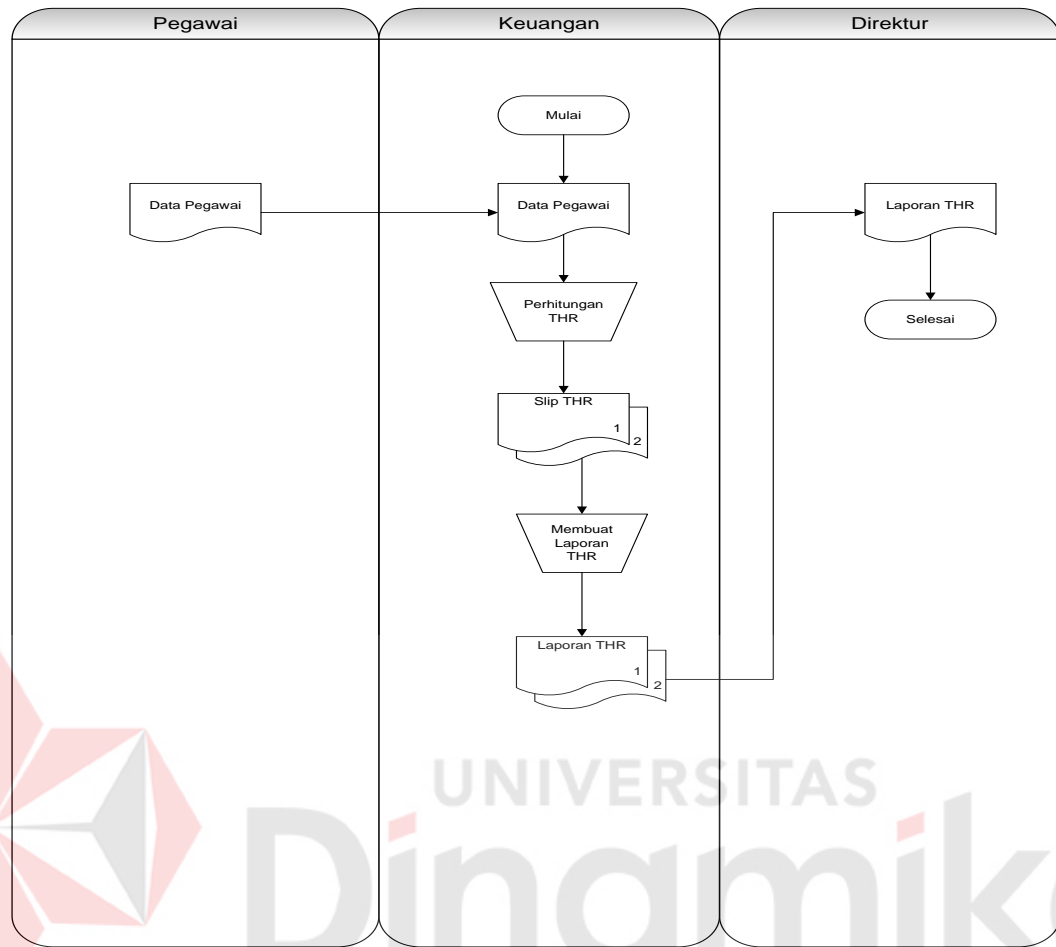 Pegawai
Keuangan
Direktur
Mulai
Data Pegawai
Data Pegawai
Laporan THR
Perhitungan
THR
Selesai
Slip THR
1
2
Membuat
Laporan
THR
Laporan THR
1
2
UNIVERSITAS
Dinamika